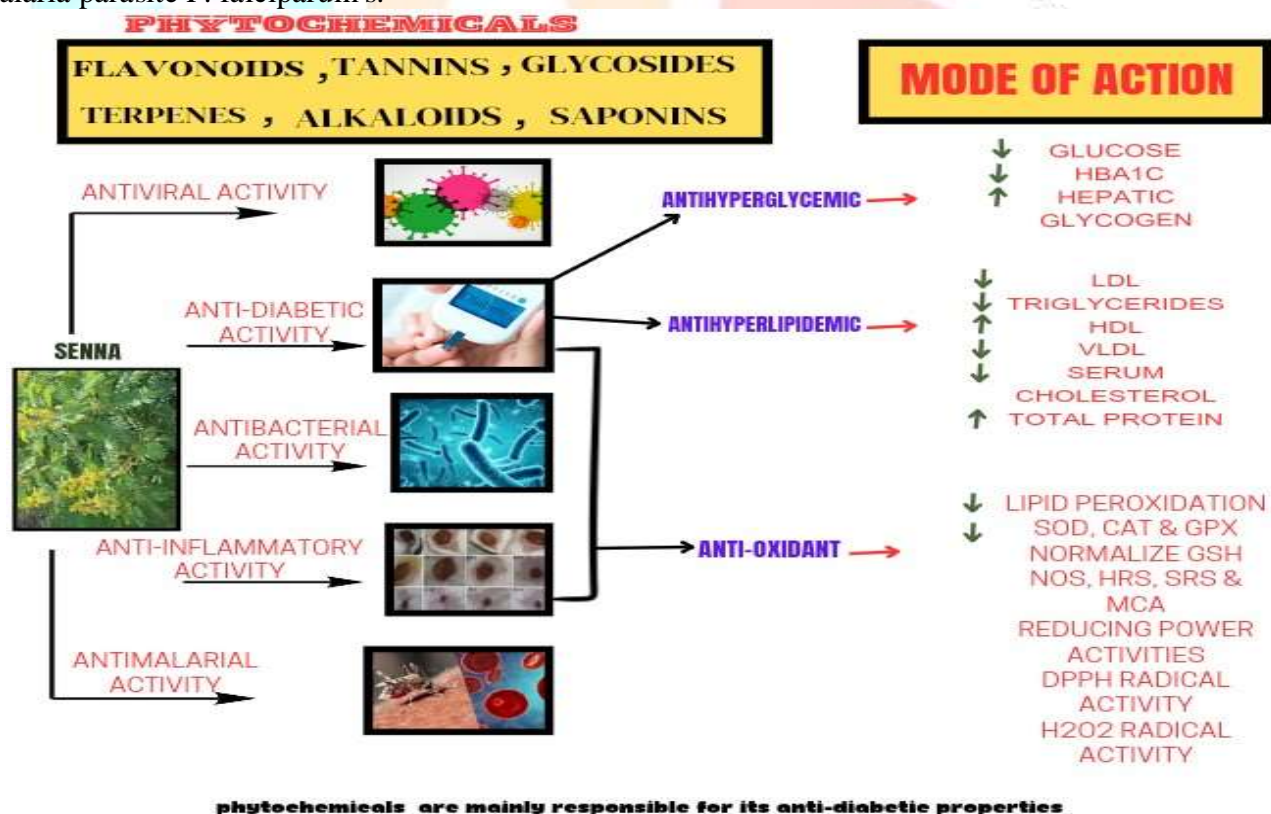 PHYTOCHEMICALS
FLAVONOIDS , TANNINS , GLYCOSIDES
TERPENES , ALKALOIDS , SAPONINS
MODE OF ACTION
ANTIVIRAL ACTIVITY
ANTI-DIABETIC
ACTIVITY
SENNA
ANTIBACTERIAL
ACTIVITY
ANTI-INFLAMMATORY
ACTIVITY
ANTIMALARIAL
ACTIVITY
ANTIHYPERGLYCEMIC →
↓ GLUCOSE
↓ HBA1C
↑ HEPATIC
GLYCOGEN
ANTIHYPERLIPIDEMIC →
↓ LDL
↓ TRIGLYCERIDES
↑ HDL
↓ VLDL
↓ SERUM
CHOLESTEROL
↑ TOTAL PROTEIN
ANTI-OXIDANT →
↓ LIPID PEROXIDATION
↓ SOD, CAT & GPX
NORMALIZE GSH
NOS, HRS, SRS &
MCA
REDUCING POWER
ACTIVITIES
DPPH RADICAL
ACTIVITY
H2O2 RADICAL
ACTIVITY
phytochemicals are mainly responsible for its anti-diabetic properties